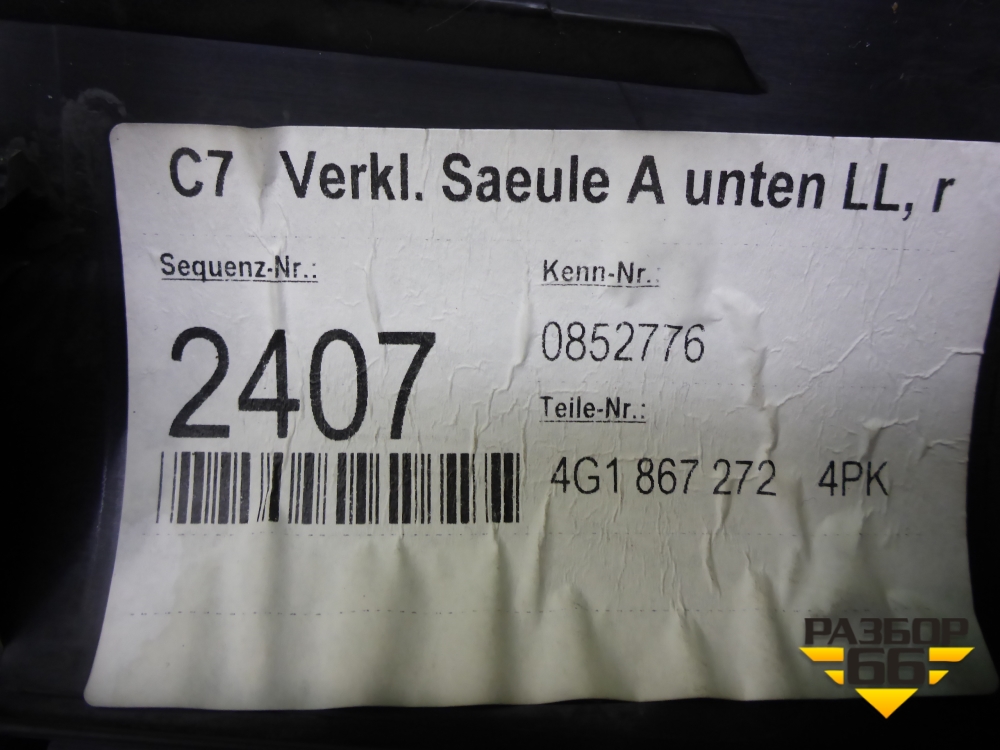 C7 Verkl. Saeule A unten LL, r
Sequenz-Nr.:
Kenn-Nr.:
2407
0852776
Teile-Nr.:
4G1 867 272 4PK
РАЗБОР
66